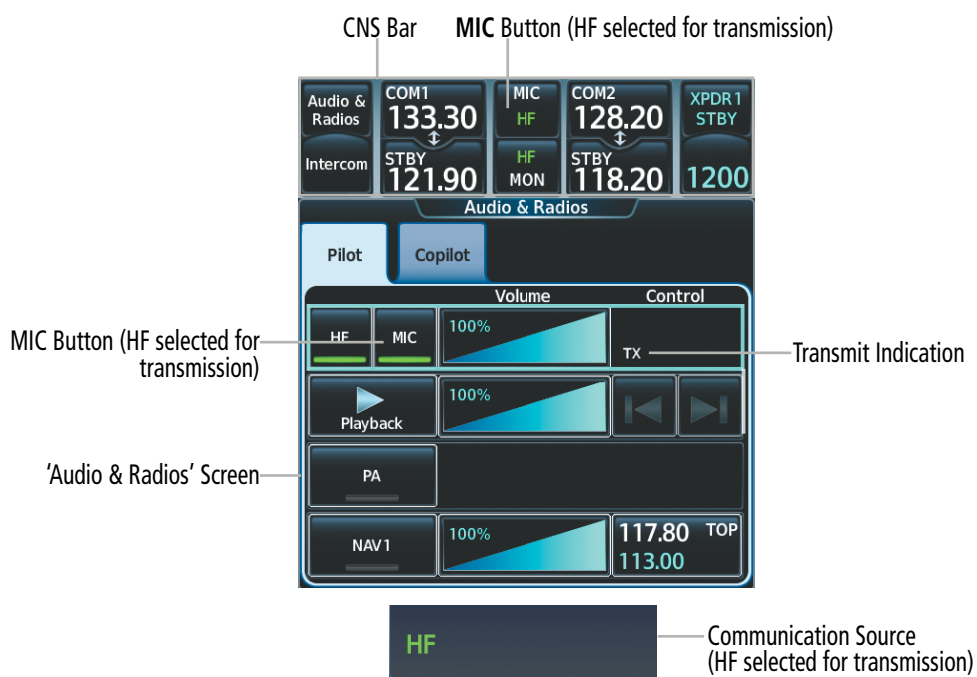 CNS Bar
MIC Button (HF selected for transmission)
Audio &
Radios
COM1
133.30
MIC
HF
COM2
128.20
XPDR1
STBY
Intercom
STBY
121.90
HF
MON
STBY
118.20
1200
Audio & Radios
Pilot
Copilot
Volume
Control
HF
MIC
100%
TX
MIC Button (HF selected for
transmission)
Transmit Indication
Playback
100%
'Audio & Radios' Screen
PA
NAV1
100%
117.80 TOP
113.00
HF
Communication Source
(HF selected for transmission)